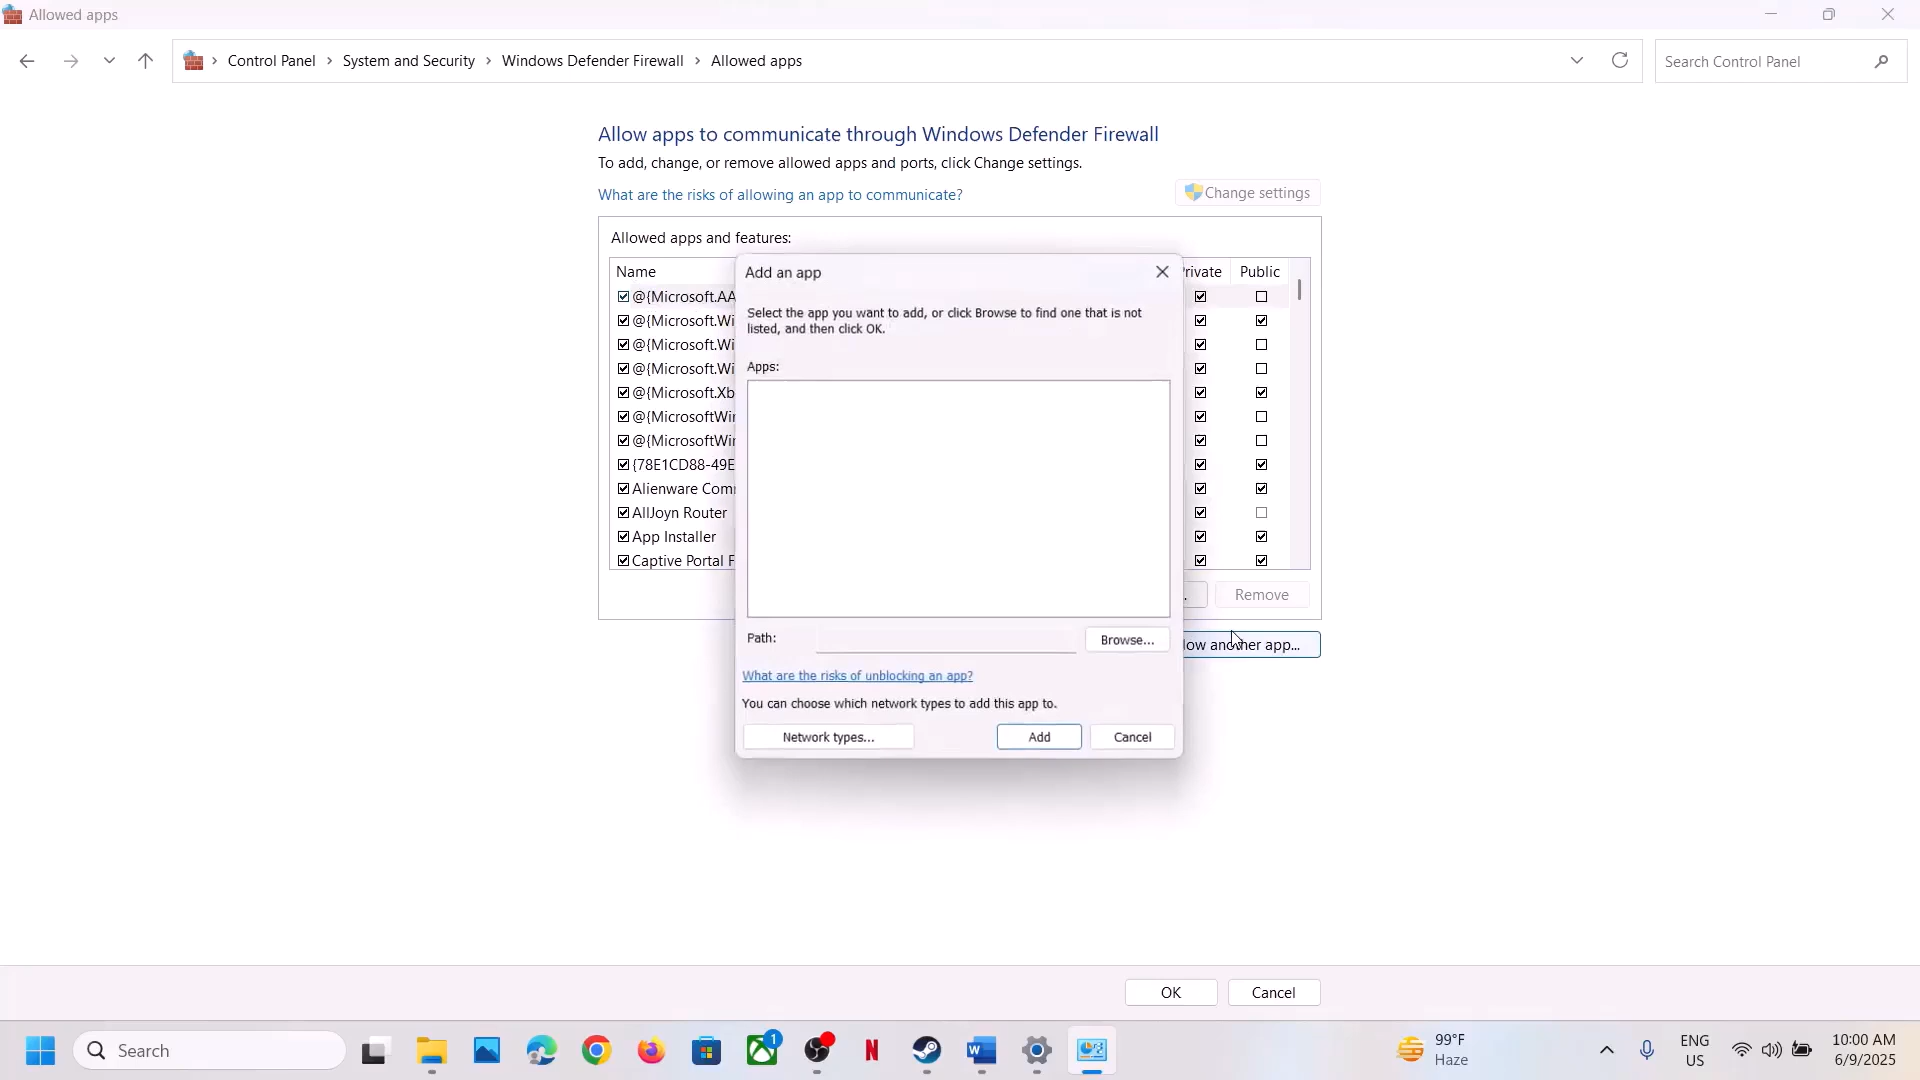 Allowed apps
Control Panel > System and Security > Windows Defender Firewall > Allowed apps
Search Control Panel
Allow apps to communicate through Windows Defender Firewall
To add, change, or remove allowed apps and ports, click Change settings.
What are the risks of allowing an app to communicate?
Change settings
Allowed apps and features:
Name
Private Public
@{Microsoft.AA
@{Microsoft.Wi
@{Microsoft.Wi
@{Microsoft.Wi
@{Microsoft.Xb
@{MicrosoftWir
@{MicrosoftWir
{78E1CD88-49E
Alienware Com
AllJoyn Router
App Installer
Captive Portal F
Remove
low another app...
Add an app
Select the app you want to add, or click Browse to find one that is not
listed, and then click OK.
Apps:
Path:
Browse...
What are the risks of unblocking an app?
You can choose which network types to add this app to.
Network types...
Add
Cancel
OK
Cancel
Search
1
99°F
Haze
ENG
US
10:00 AM
6/9/2025